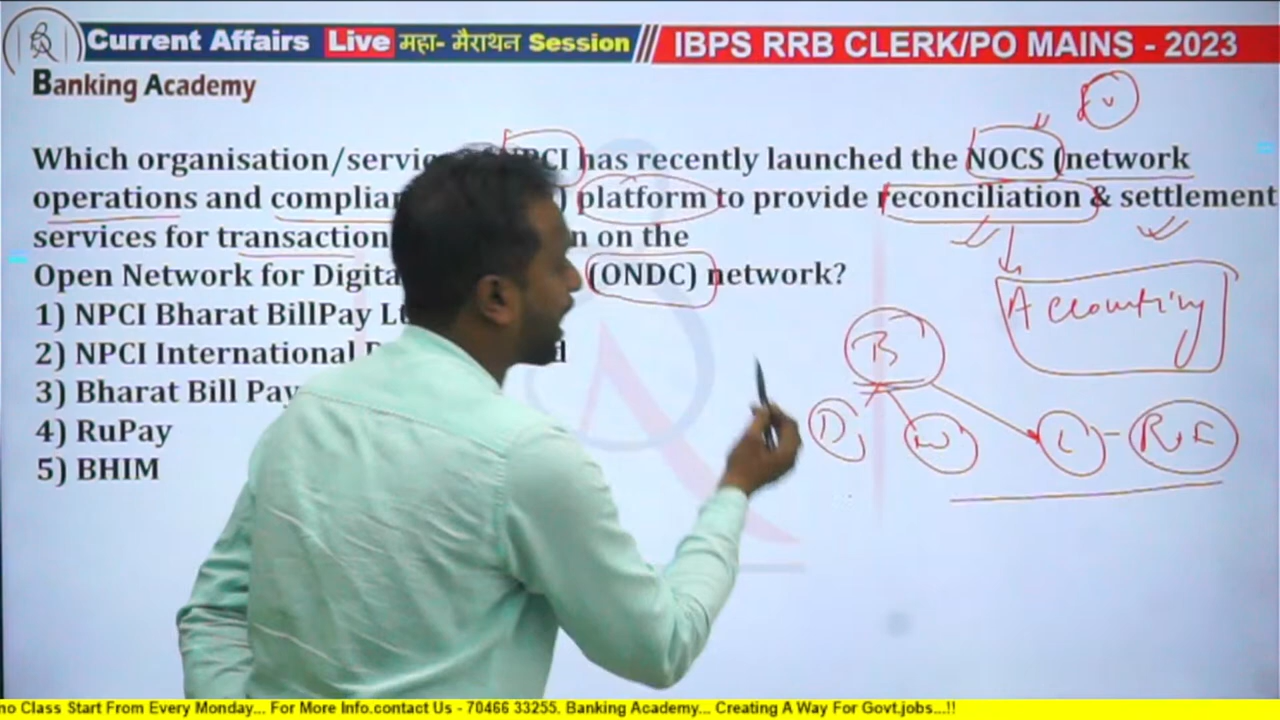 Current Affairs Live महा- मैराथन Session IBPS RRB CLERK/PO MAINS - 2023
Banking Academy
Which organisation/servi PCI has recently launched the NOCS (network
operations and complia ) platform to provide reconciliation & settlement
services for transaction n on the
Open Network for Digita (ONDC) network?
1) NPCI Bharat BillPay L
2) NPCI International
3) Bharat Bill Pay
4) RuPay
5) BHIM
Accounting
B
D
W
L - R, E
no Class Start From Every Monday... For More Info.contact Us - 70466 33255. Banking Academy... Creating A Way For Govt.jobs...!!